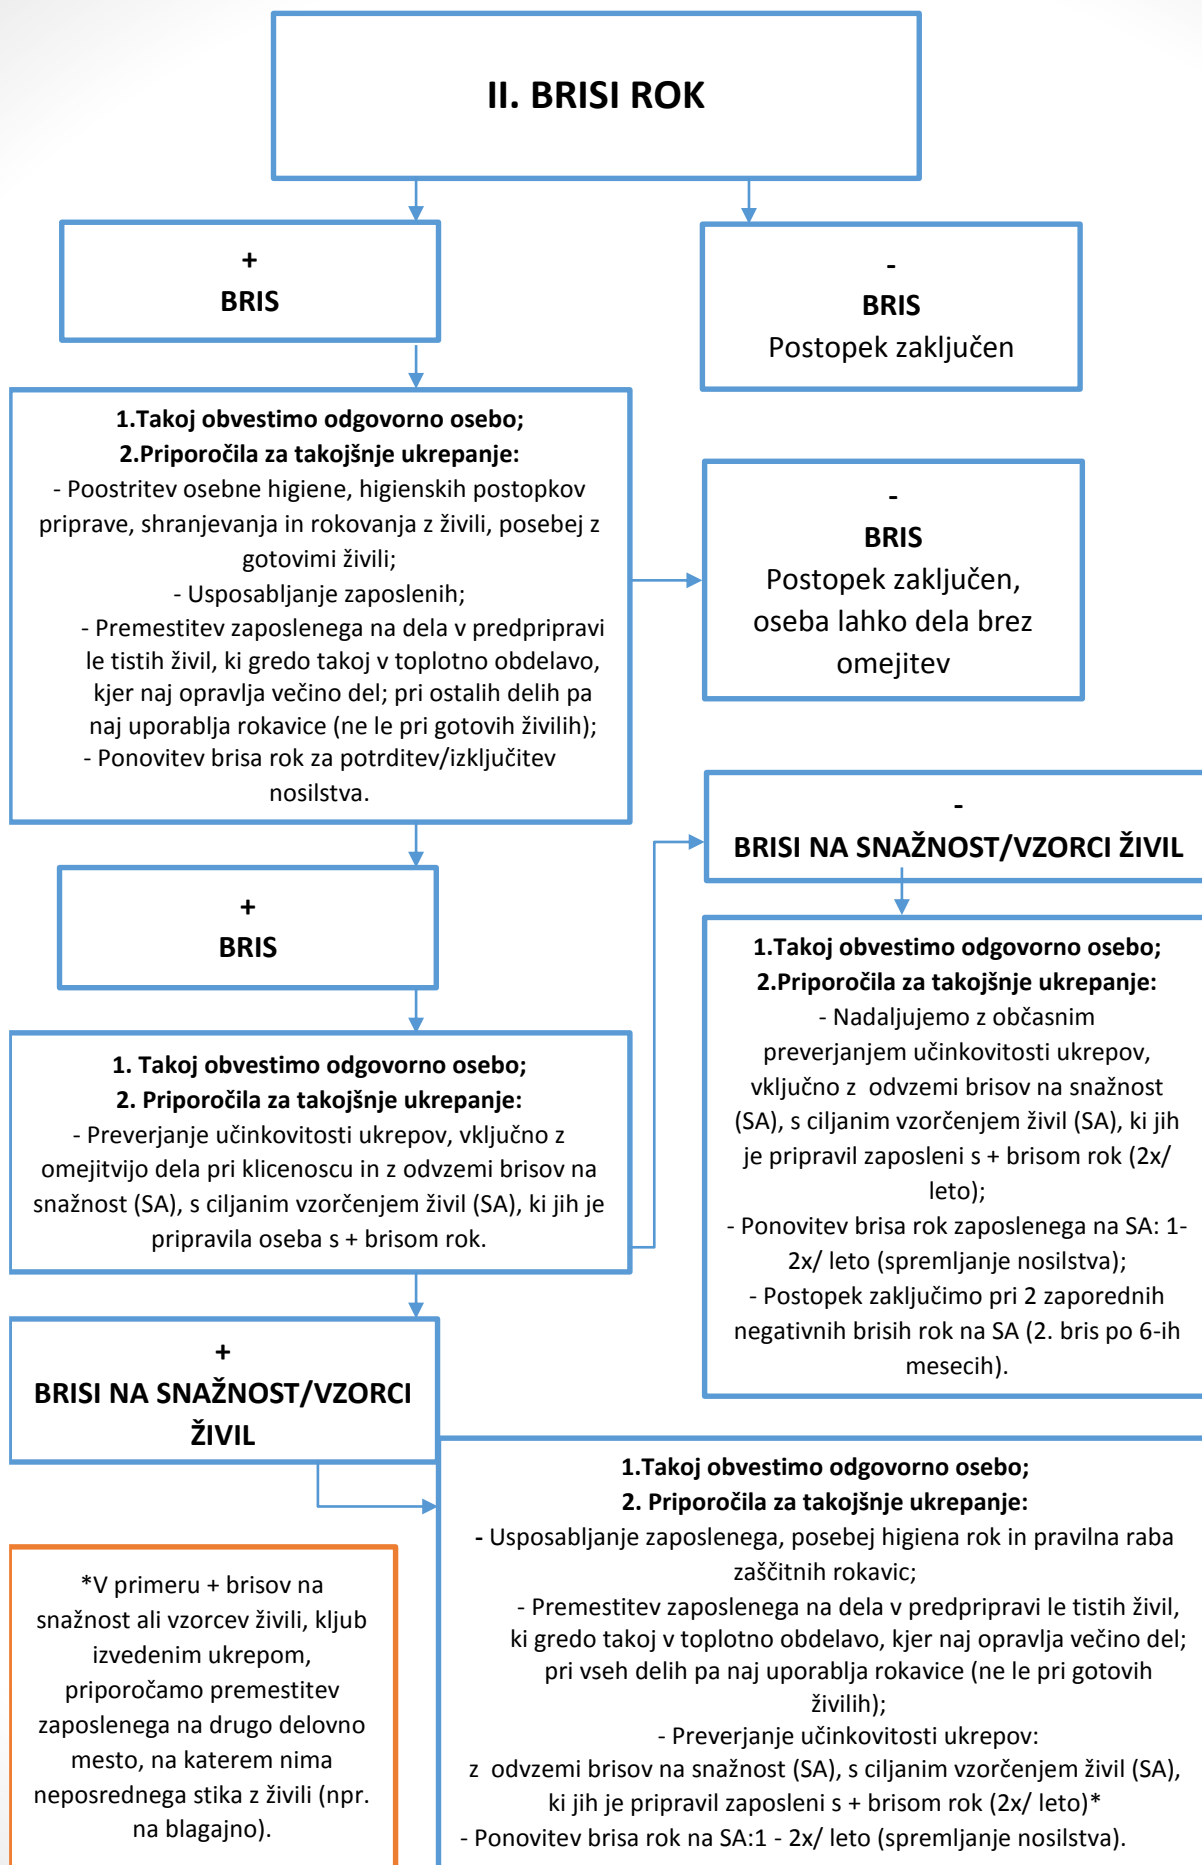 II. BRISI ROK
+
BRIS
-
BRIS
Postopek zaključen
1.Takoj obvestimo odgovorno osebo;
2.Priporočila za takojšnje ukrepanje:
- Poostritev osebne higiene, higienskih postopkov
priprave, shranjevanja in rokovanja z živili, posebej z
gotovimi živili;
- Usposabljanje zaposlenih;
- Premestitev zaposlenega na dela v predpripravi
le tistih živil, ki gredo takoj v toplotno obdelavo,
kjer naj opravlja večino del; pri ostalih delih pa
naj uporablja rokavice (ne le pri gotovih živilih);
- Ponovitev brisa rok za potrditev/izključitev
nosilstva.
-
BRIS
Postopek zaključen,
oseba lahko dela brez
omejitev
+
BRIS
-
BRISI NA SNAŽNOST/VZORCI ŽIVIL
1. Takoj obvestimo odgovorno osebo;
2. Priporočila za takojšnje ukrepanje:
- Preverjanje učinkovitosti ukrepov, vključno z
omejitvijo dela pri klicenoscu in z odvzemi brisov na
snažnost (SA), s ciljanim vzorčenjem živil (SA), ki jih je
pripravila oseba s + brisom rok.
1.Takoj obvestimo odgovorno osebo;
2.Priporočila za takojšnje ukrepanje:
- Nadaljujemo z občasnim
preverjanjem učinkovitosti ukrepov,
vključno z  odvzemi brisov na snažnost
(SA), s ciljanim vzorčenjem živil (SA), ki jih
je pripravil zaposleni s + brisom rok (2x/
leto);
- Ponovitev brisa rok zaposlenega na SA: 1-
2x/ leto (spremljanje nosilstva);
- Postopek zaključimo pri 2 zaporednih
negativnih brisih rok na SA (2. bris po 6-ih
mesecih).
+
BRISI NA SNAŽNOST/VZORCI
ŽIVIL
1.Takoj obvestimo odgovorno osebo;
2. Priporočila za takojšnje ukrepanje:
- Usposabljanje zaposlenega, posebej higiena rok in pravilna raba
zaščitnih rokavic;
- Premestitev zaposlenega na dela v predpripravi le tistih živil,
ki gredo takoj v toplotno obdelavo, kjer naj opravlja večino del;
pri vseh delih pa naj uporablja rokavice (ne le pri gotovih
živilih);
- Preverjanje učinkovitosti ukrepov:
z  odvzemi brisov na snažnost (SA), s ciljanim vzorčenjem živil (SA),
ki jih je pripravil zaposleni s + brisom rok (2x/ leto)*
- Ponovitev brisa rok na SA:1 - 2x/ leto (spremljanje nosilstva).
*V primeru + brisov na
snažnost ali vzorcev živili, kljub
izvedenim ukrepom,
priporočamo premestitev
zaposlenega na drugo delovno
mesto, na katerem nima
neposrednega stika z živili (npr.
na blagajno).